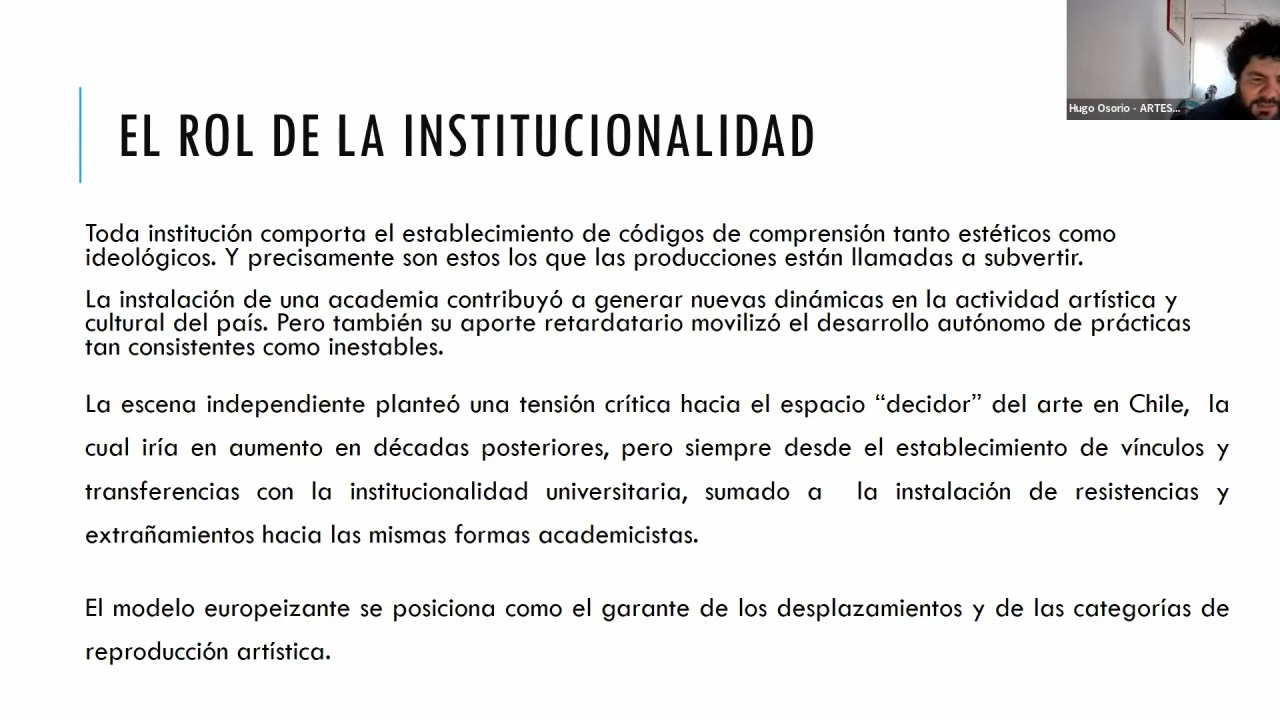 Hugo Osorio - ARTES...
EL ROL DE LA INSTITUCIONALIDAD
Toda institución comporta el establecimiento de códigos de comprensión tanto estéticos como
ideológicos. Y precisamente son estos los que las producciones están llamadas a subvertir.
La instalación de una academia contribuyó a generar nuevas dinámicas en la actividad artística y
cultural del país. Pero también su aporte retardatario movilizó el desarrollo autónomo de prácticas
tan consistentes como inestables.
La escena independiente planteó una tensión crítica hacia el espacio “decidor” del arte en Chile, la
cual iría en aumento en décadas posteriores, pero siempre desde el establecimiento de vínculos y
transferencias con la institucionalidad universitaria, sumado a la instalación de resistencias y
extrañamientos hacia las mismas formas academicistas.
El modelo europeizante se posiciona como el garante de los desplazamientos y de las categorías de
reproducción artística.